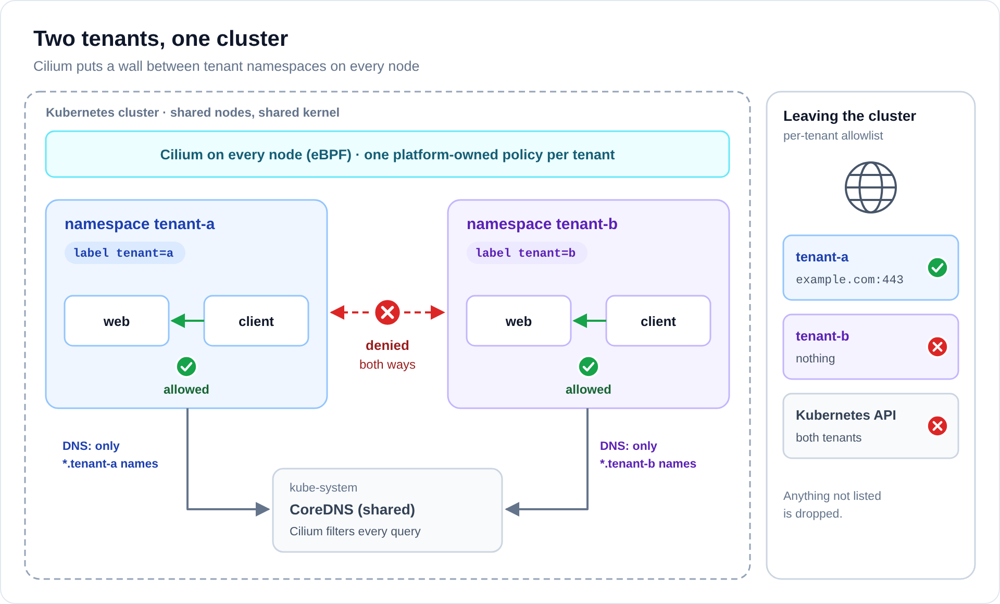 Two tenants, one cluster
Cilium puts a wall between tenant namespaces on every node
Kubernetes cluster · shared nodes, shared kernel
Cilium on every node (eBPF) · one platform-owned policy per tenant
namespace tenant-a
label tenant=a
web
client
allowed
denied
both ways
namespace tenant-b
label tenant=b
web
client
allowed
DNS: only
*.tenant-a names
DNS: only
*.tenant-b names
kube-system
CoreDNS (shared)
Cilium filters every query
Leaving the cluster
per-tenant allowlist
tenant-a
example.com:443
tenant-b
nothing
Kubernetes API
both tenants
Anything not listed
is dropped.